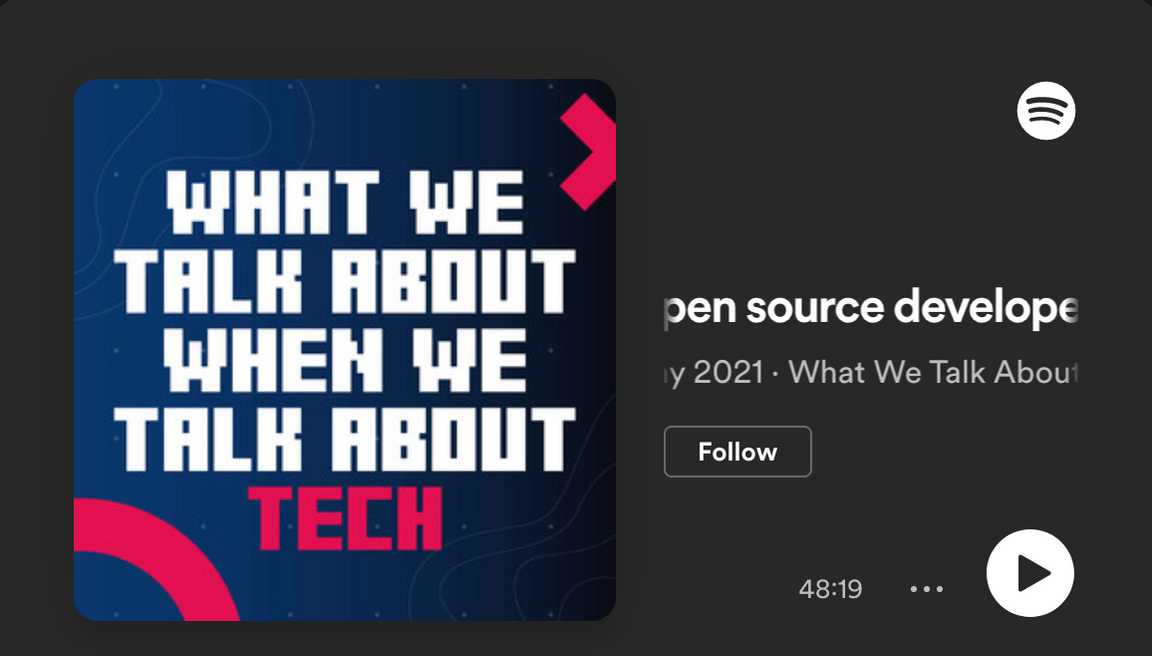 WHAT WE
TALK ABOUT
WHEN WE
TALK ABOUT
TECH
pen source develope
y 2021 · What We Talk About
Follow
48:19